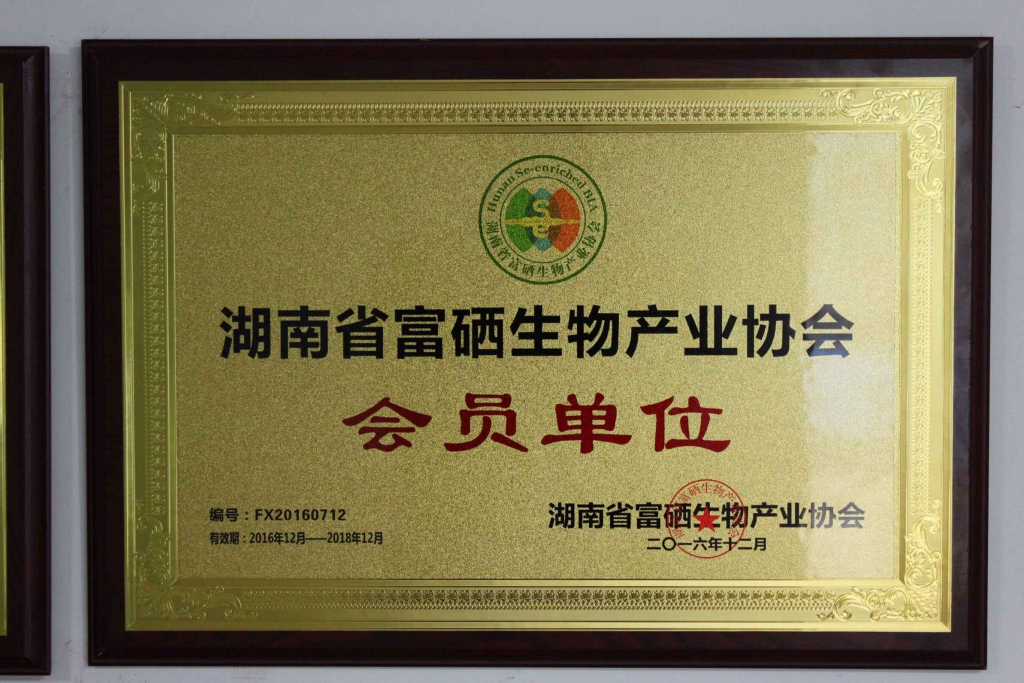 Hunan Se-enriched BIA
Se
湖南省富硒生物产业协会
湖南省富硒生物产业协会
会员单位
编号：FX20160712
有效期：2016年12月——2018年12月
湖南省富硒生物产业协会
二〇一六年十二月